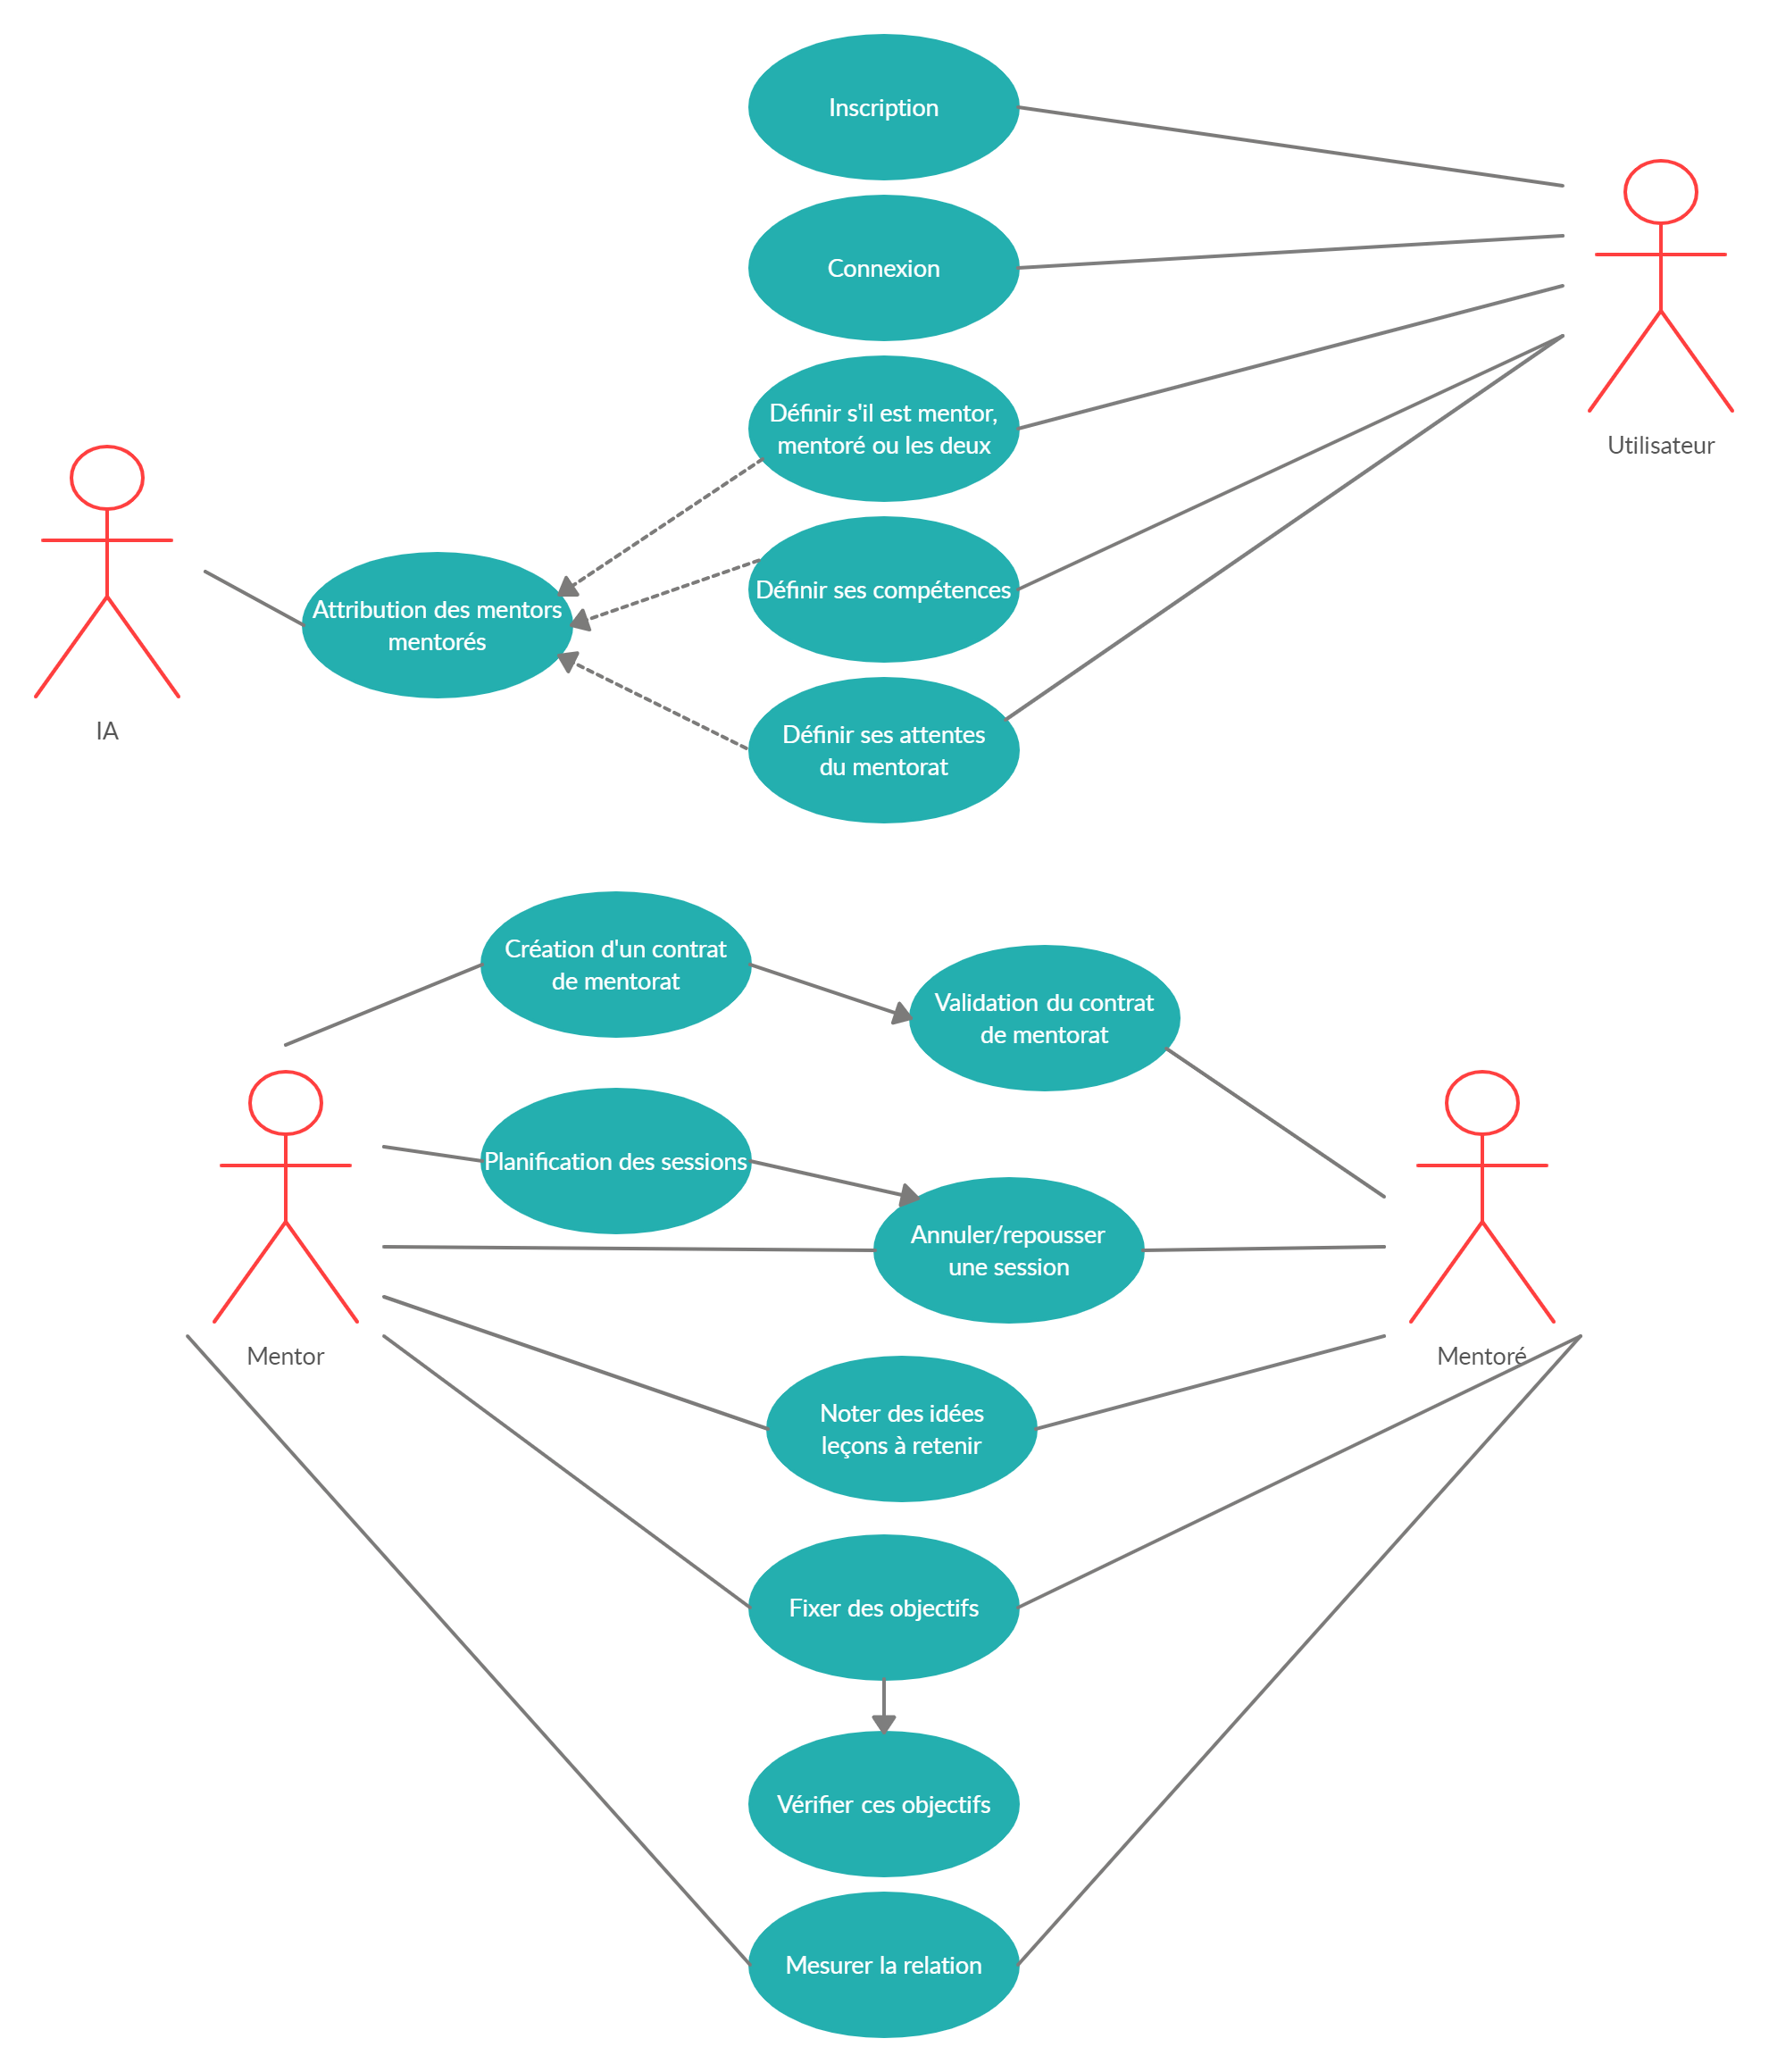 Inscription
Connexion
Définir s'il est mentor,
mentoré ou les deux
Utilisateur
Définir ses compétences
Attribution des mentors
mentorés
IA
Définir ses attentes
du mentorat
Création d'un contrat
de mentorat
Validation du contrat
de mentorat
Planification des sessions
Annuler/repousser
une session
Mentor
Mentoré
Noter des idées
leçons à retenir
Fixer des objectifs
Vérifier ces objectifs
Mesurer la relation